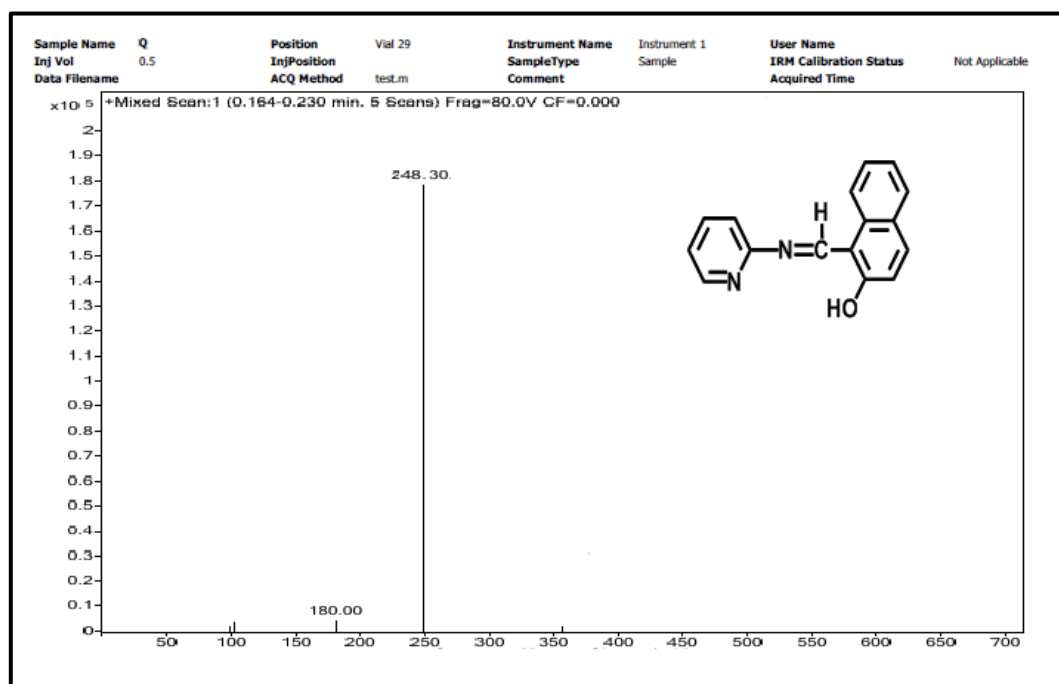 Sample Name Q Position Vial 29 Instrument Name Instrument 1 User Name
Inj Vol 0.5 InjPosition SampleType Sample IRM Calibration Status Not Applicable
Data Filename ACQ Method test.m Comment Acquired Time
x10 5 +Mixed Scan:1 (0.164-0.230 min, 5 Scans) Frag=80.0V CF=0.000
2
1.9
1.8
1.7
1.6
1.5
1.4
1.3
1.2
1.1
1
0.9
0.8
0.7
0.6
0.5
0.4
0.3
0.2
0.1
0
248.30.
180.00
H
N=C
N
HO
50 100 150 200 250 300 350 400 450 500 550 600 650 700